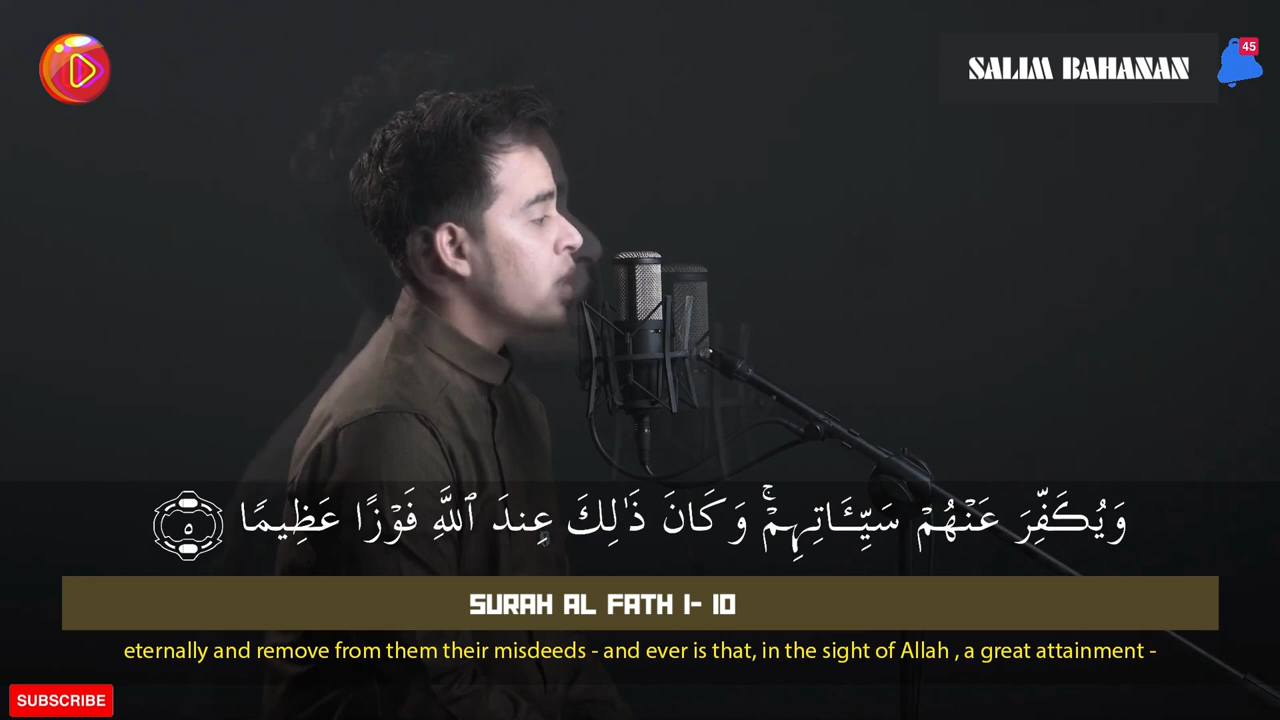 SALIM BAHANAN
45
وَيُكَفِّرَ عَنْهُمْ سَيِّـَٔاتِهِمْ ۚ وَكَانَ ذَٰلِكَ عِندَ ٱللَّهِ فَوْزًا عَظِيمًا ٥
SURAH AL FATH 1- 10
eternally and remove from them their misdeeds - and ever is that, in the sight of Allah , a great attainment -
SUBSCRIBE